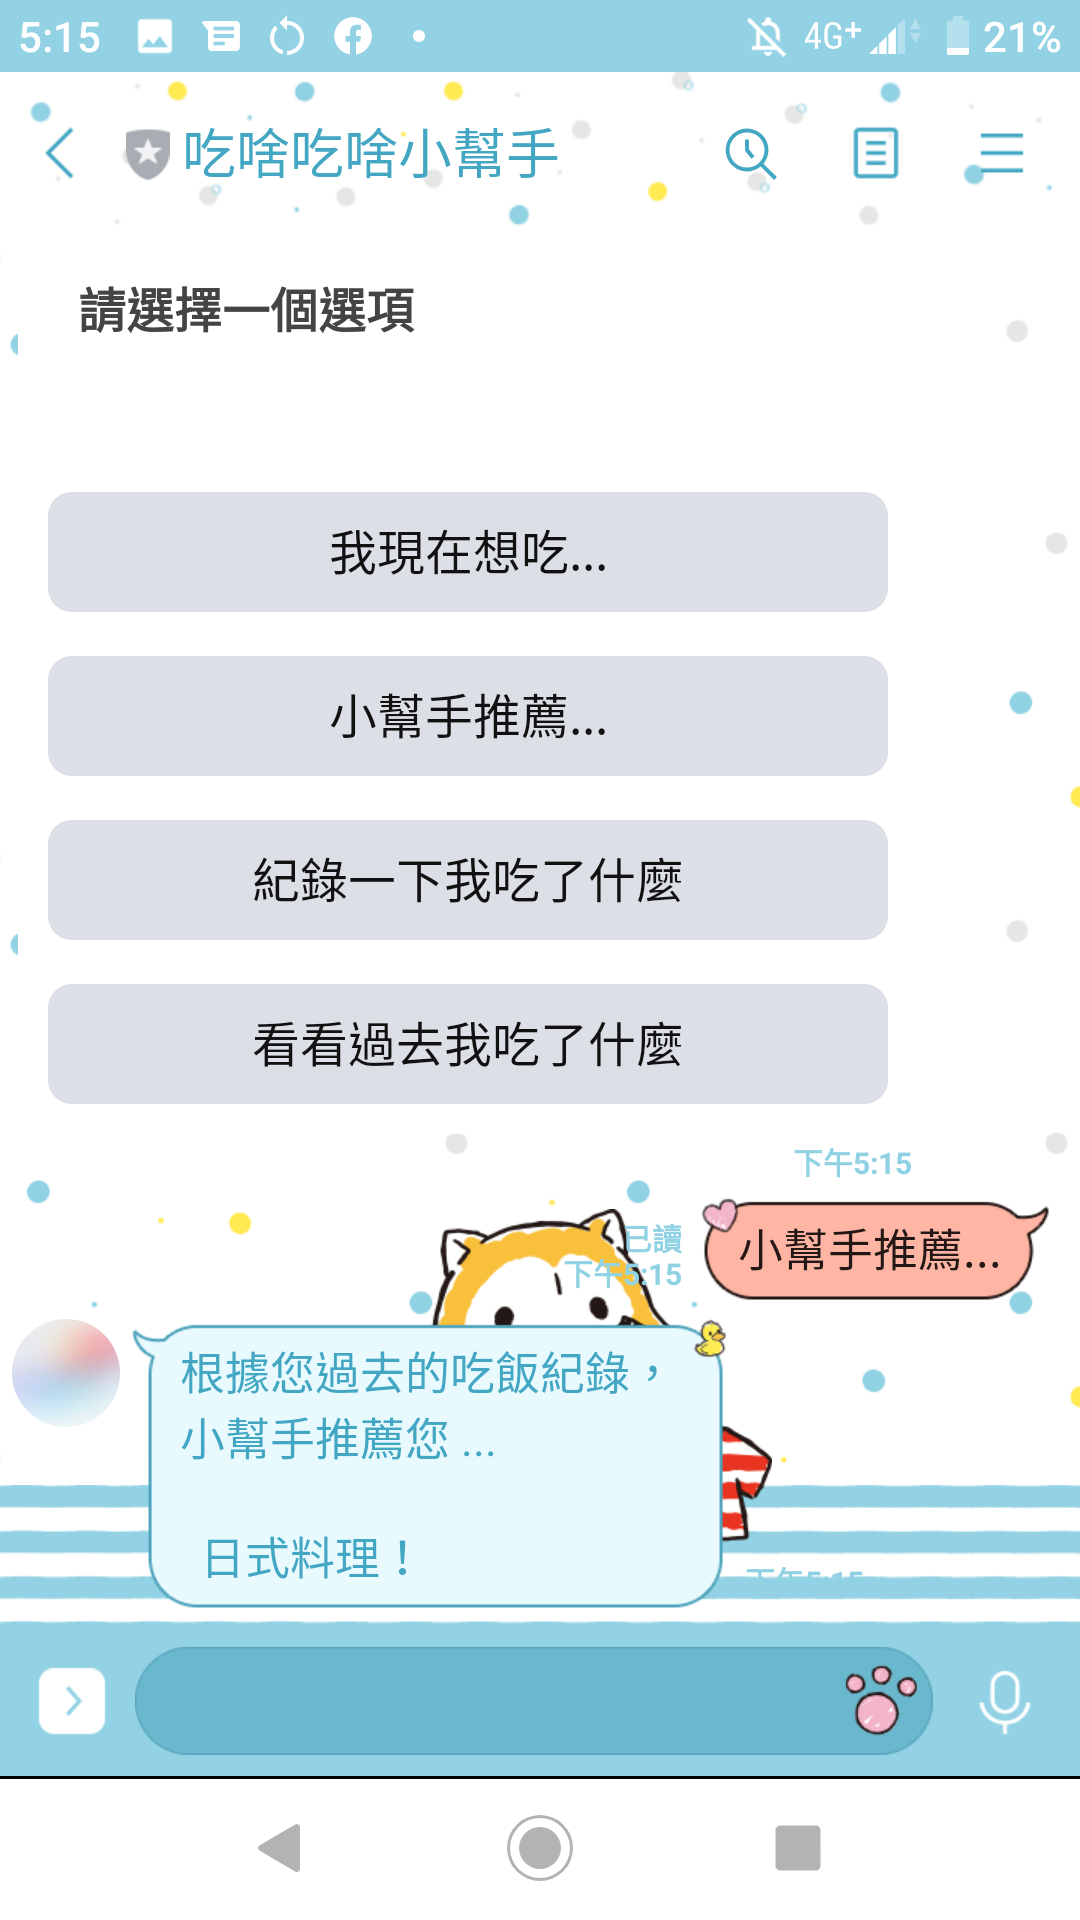 5:15 4G+ 21%
吃啥吃啥小幫手
請選擇一個選項
我現在想吃...
小幫手推薦...
紀錄一下我吃了什麼
看看過去我吃了什麼
下午5:15
已讀
下午5:15
小幫手推薦...
根據您過去的吃飯紀錄，
小幫手推薦您 ...
日式料理！
下午5:15